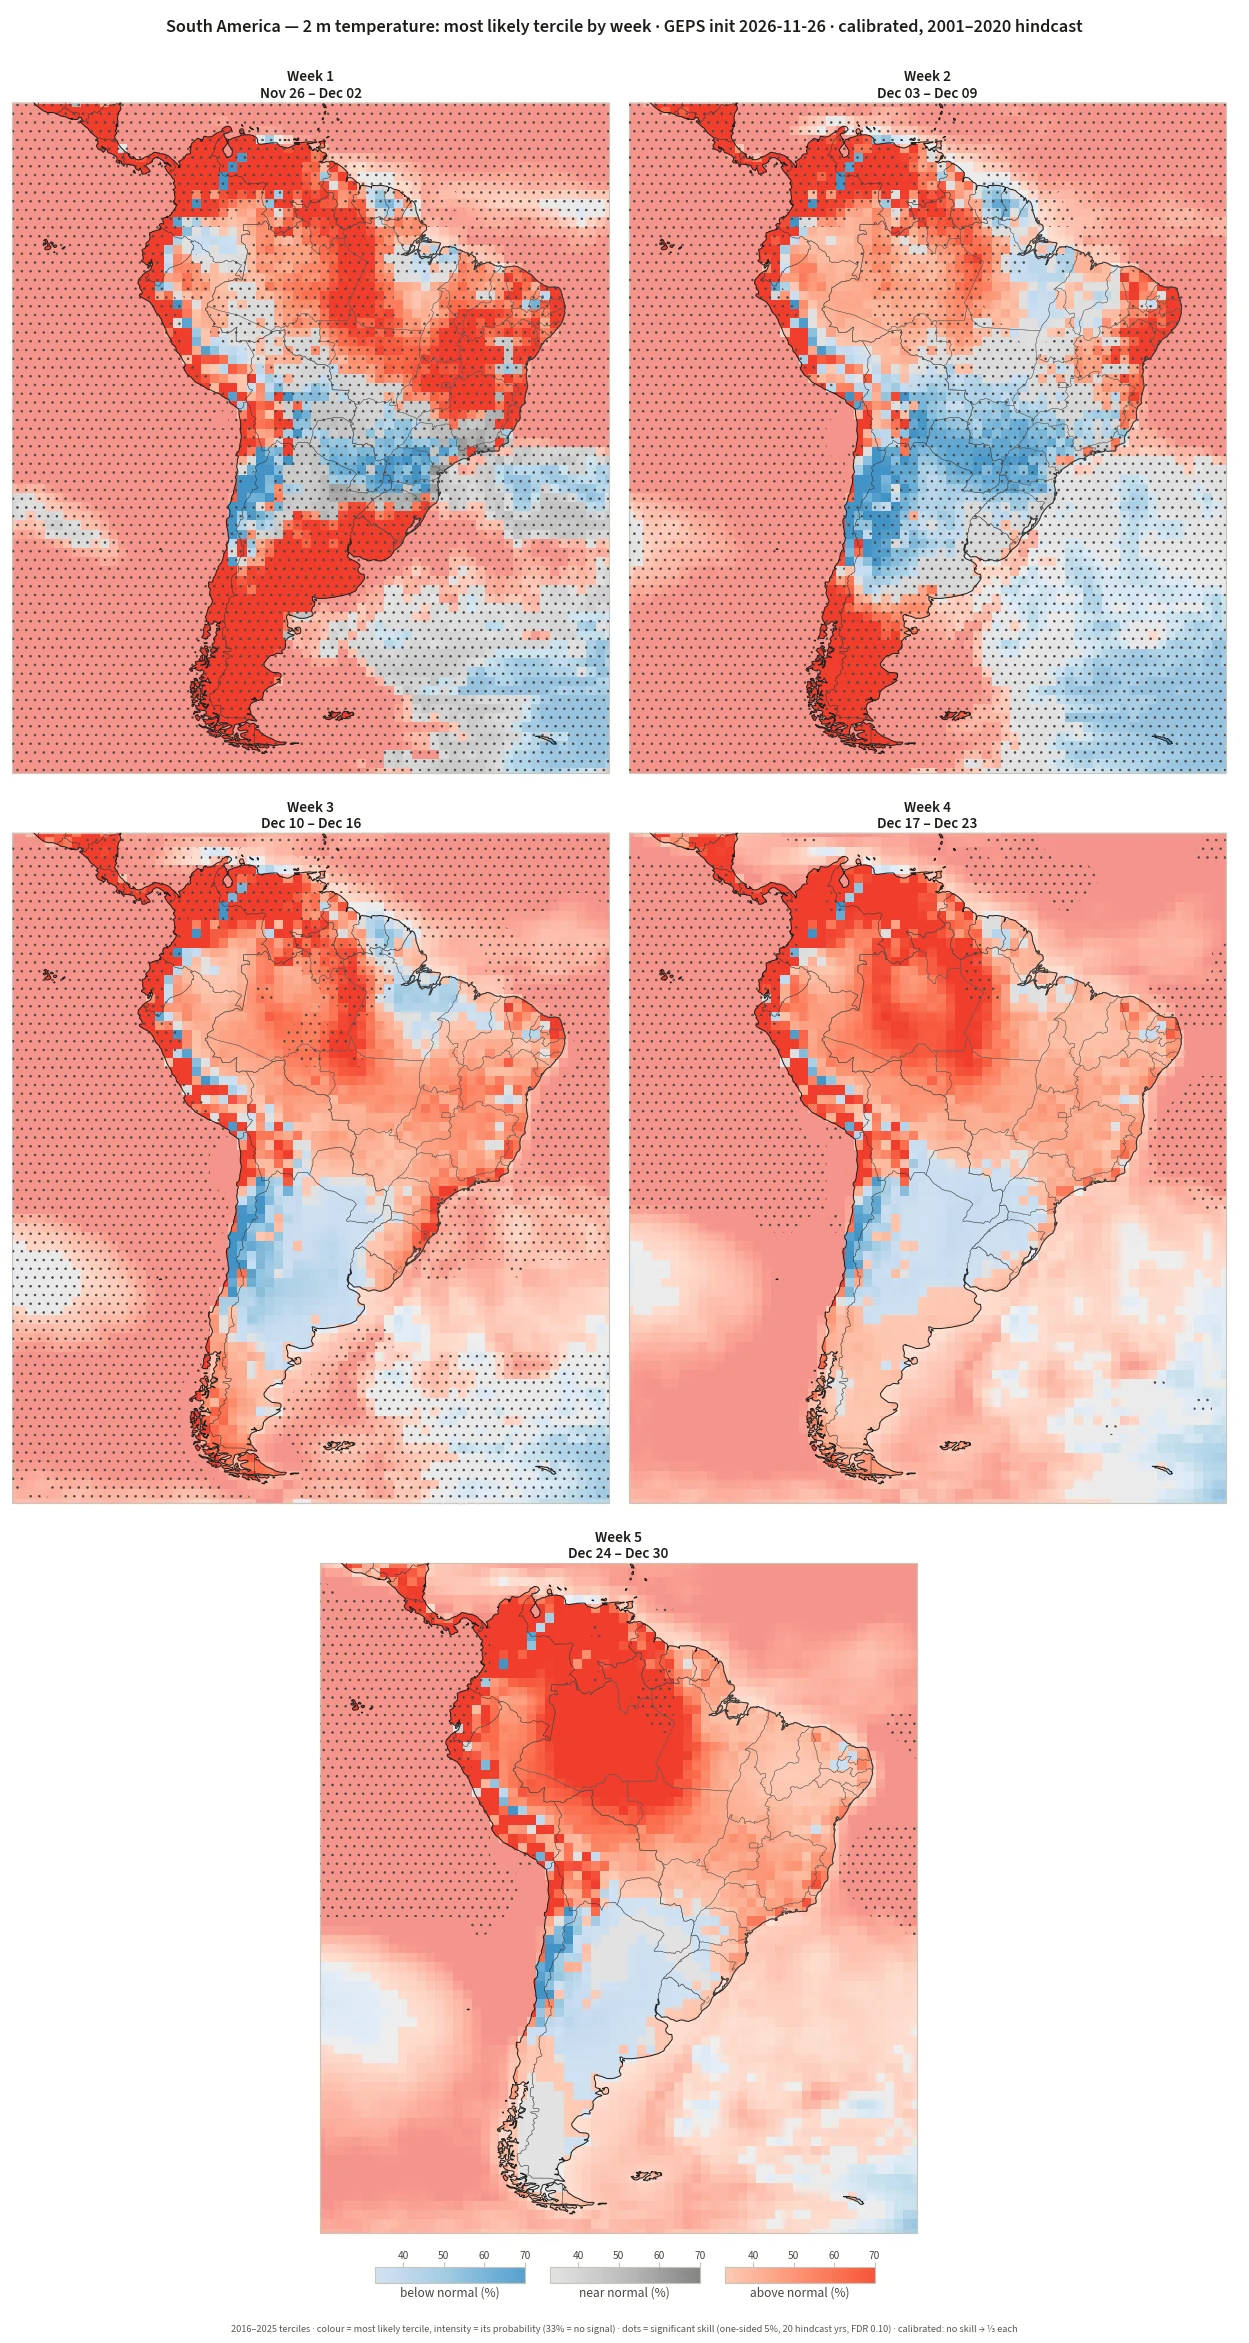 South America — 2 m temperature: most likely tercile by week · GEPS init 2026-11-26 · calibrated, 2001–2020 hindcast
Week 1
Nov 26 – Dec 02
Week 2
Dec 03 – Dec 09
Week 3
Dec 10 – Dec 16
Week 4
Dec 17 – Dec 23
Week 5
Dec 24 – Dec 30
40 50 60 70
below normal (%)
40 50 60 70
near normal (%)
40 50 60 70
above normal (%)
2016–2025 terciles · colour = most likely tercile, intensity = its probability (33% = no signal) · dots = significant skill (one-sided 5%, 20 hindcast yrs, FDR 0.10) · calibrated: no skill → ⅓ each